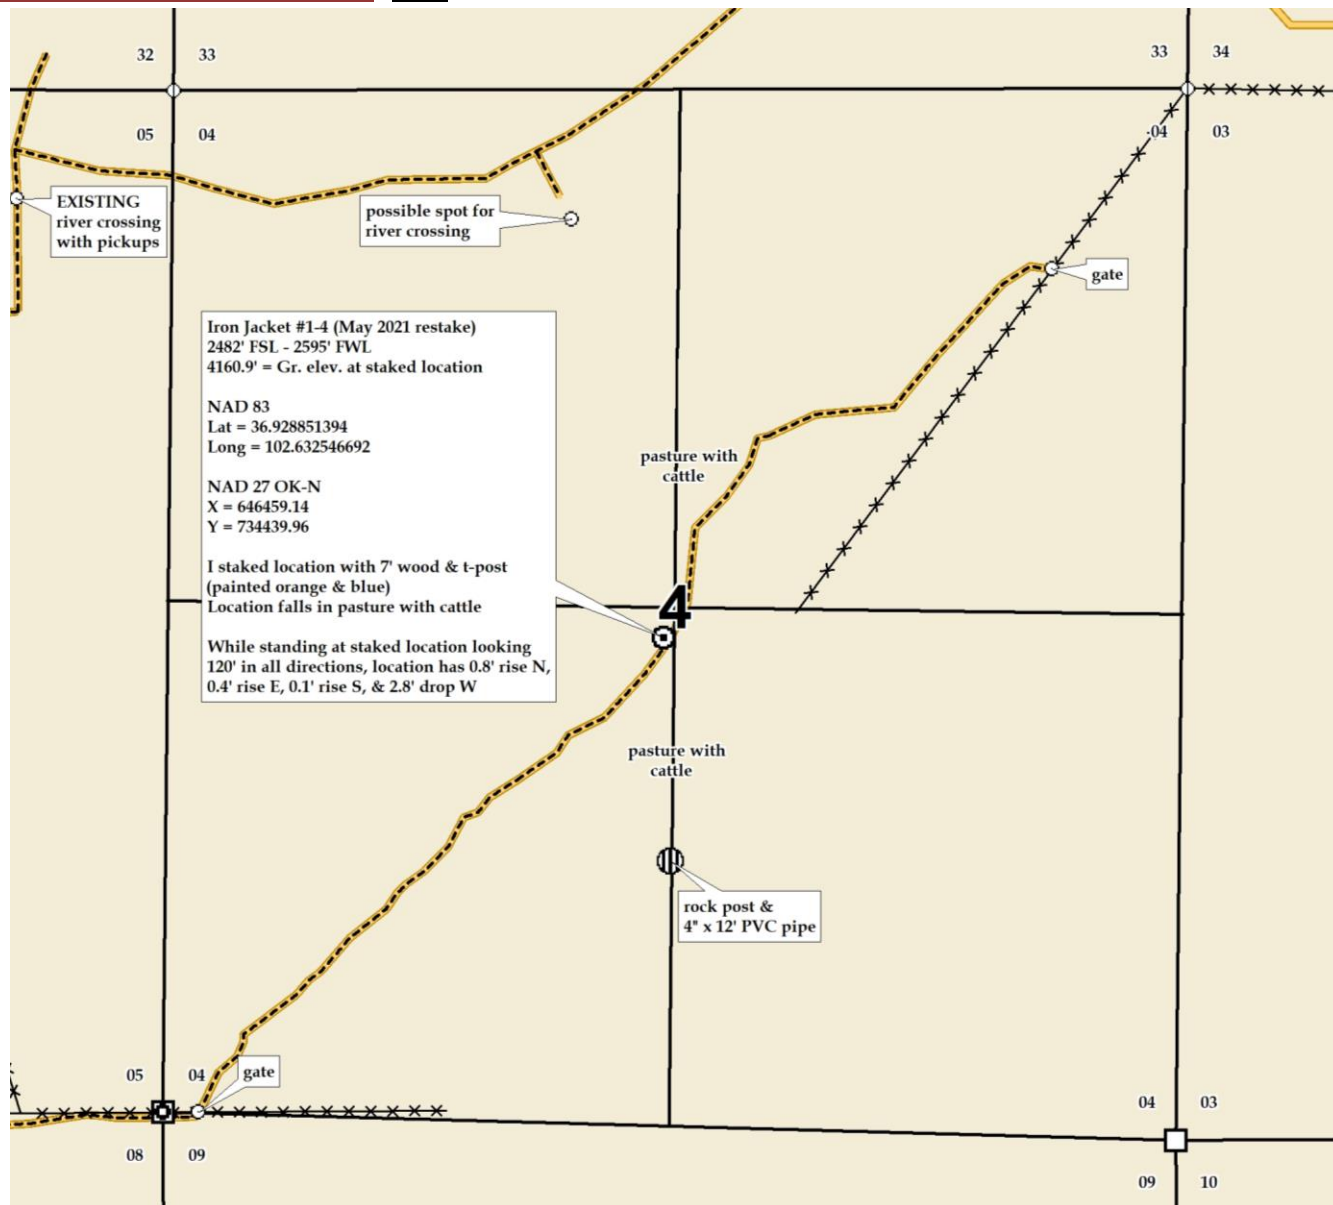 32 33
33 34
05 04
04 03
EXISTING
river crossing
with pickups
possible spot for
river crossing
gate
Iron Jacket #1-4 (May 2021 restake)
2482' FSL - 2595' FWL
4160.9' = Gr. elev. at staked location
NAD 83
Lat = 36.928851394
Long = 102.632546692
NAD 27 OK-N
X = 646459.14
Y = 734439.96
I staked location with 7' wood & t-post
(painted orange & blue)
Location falls in pasture with cattle
While standing at staked location looking
120' in all directions, location has 0.8' rise N,
0.4' rise E, 0.1' rise S, & 2.8' drop W
pasture with
cattle
4
pasture with
cattle
rock post &
4" x 12' PVC pipe
05 04
gate
04 03
08 09
09 10